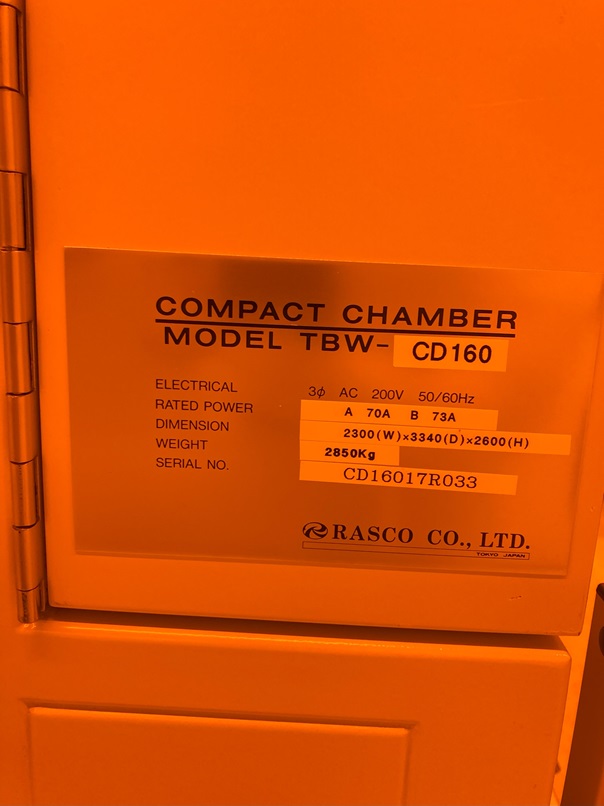 COMPACT CHAMBER
MODEL TBW- CD160
ELECTRICAL 3ϕ AC 200V 50/60Hz
RATED POWER A 70A B 73A
DIMENSION 2300(W)×3340(D)×2600(H)
WEIGHT 2850Kg
SERIAL NO. CD16017R033
RASCO CO., LTD.
TOKYO JAPAN